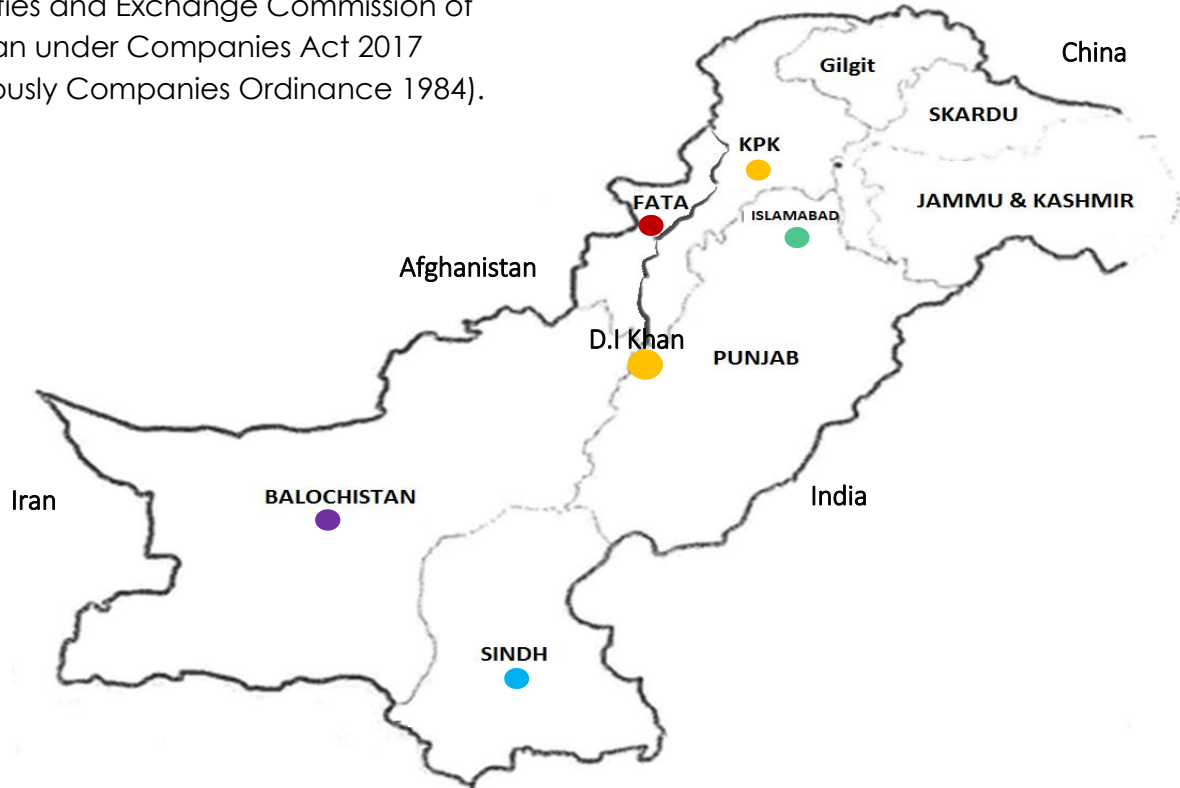 ties and Exchange Commission of
an under Companies Act 2017
ously Companies Ordinance 1984).
China
Gilgit
SKARDU
KPK
JAMMU & KASHMIR
FATA
ISLAMABAD
Afghanistan
D.I Khan
PUNJAB
Iran
BALOCHISTAN
India
SINDH